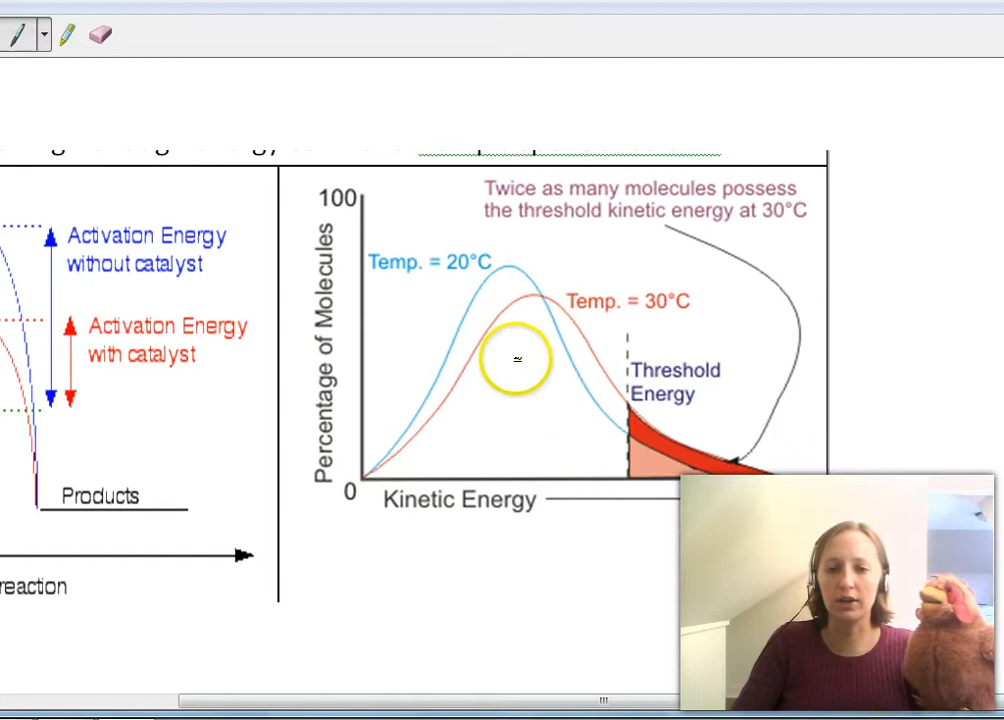 Activation Energy
without catalyst
Activation Energy
with catalyst
Products
reaction
Twice as many molecules possess
the threshold kinetic energy at 30°C
100
Temp. = 20°C
Temp. = 30°C
Percentage of Molecules
Threshold
Energy
0
Kinetic Energy